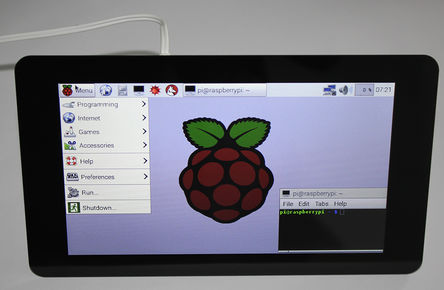 Menu
pi@raspberrypi: ~
0 %
07:21
Programming
Internet
Games
Accessories
Help
Preferences
Run...
Shutdown...
pi@raspberrypi: ~
File Edit Tabs Help
pi@raspberrypi ~ $